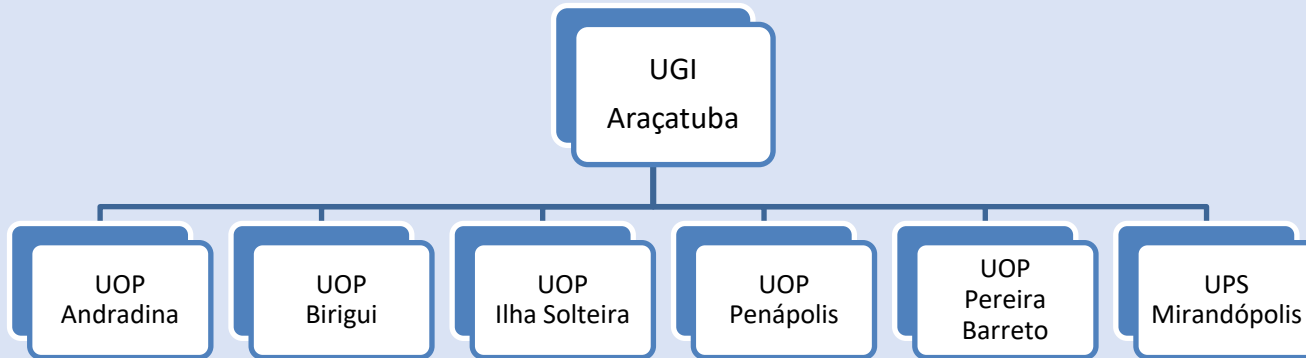 UGI
Araçatuba
UOP
Andradina
UOP
Birigui
UOP
Ilha Solteira
UOP
Penápolis
UOP
Pereira
Barreto
UPS
Mirandópolis